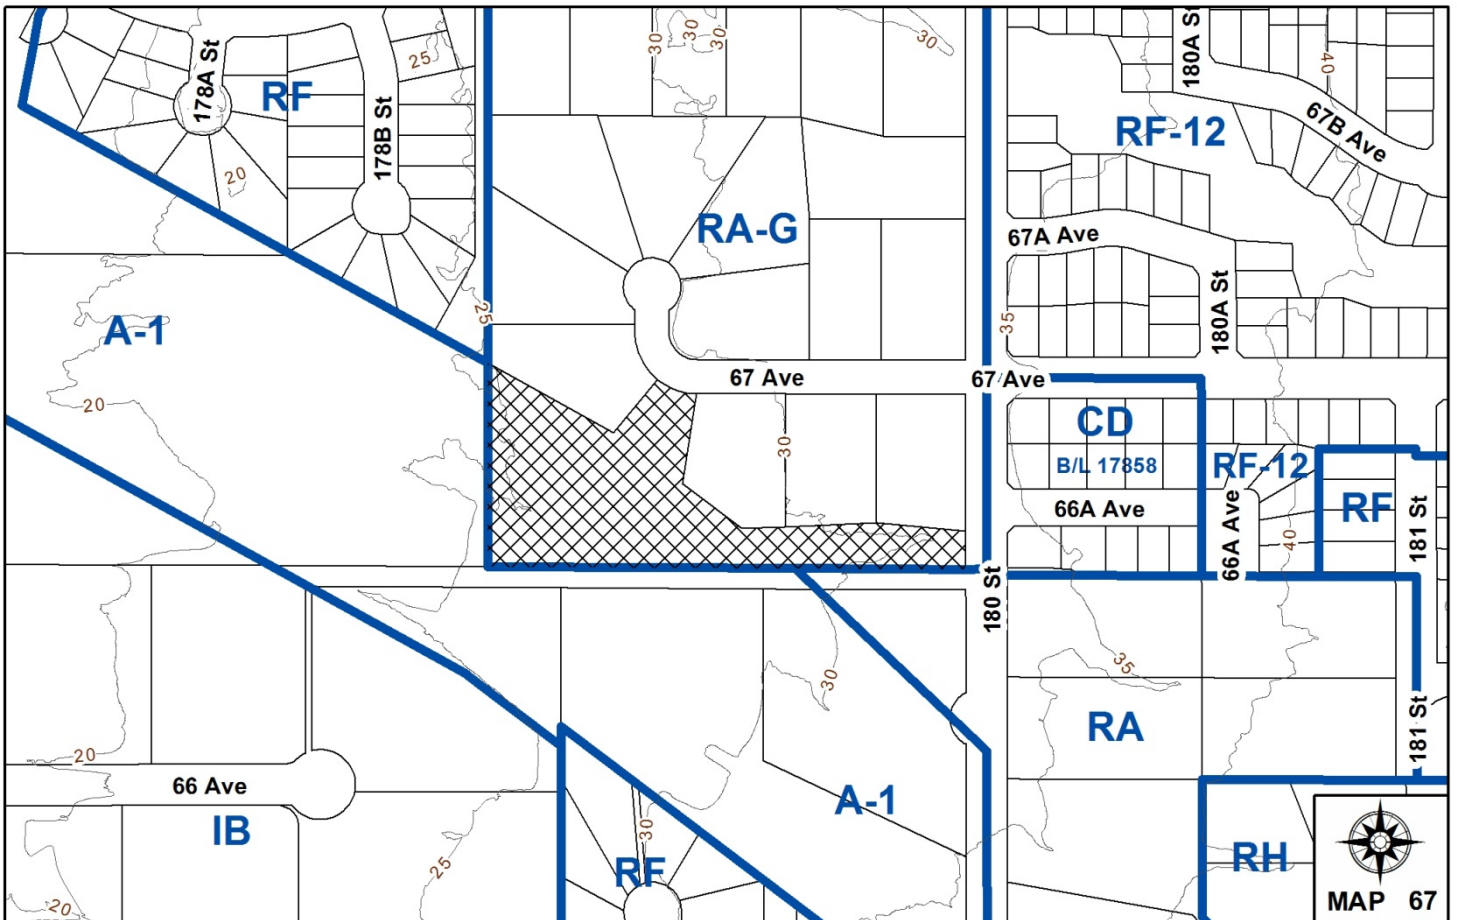 178A St
RF
25
178B St
20
30
30
30
30
180A St
40
67B Ave
RF-12
RA-G
67A Ave
A-1
25
35
180A St
20
67 Ave
67 Ave
CD
B/L 17858
RF-12
RF
30
66A Ave
66A Ave
40
181 St
180 St
30
35
RA
181 St
20
66 Ave
IB
A-1
30
25
RF
RH
20
MAP 67